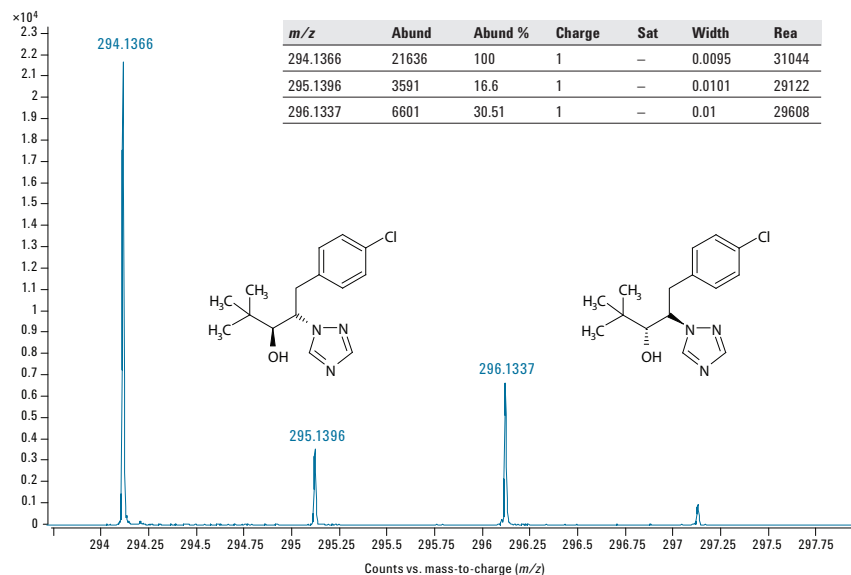 ×10⁴
m/z Abund Abund % Charge Sat Width Rea
294.1366 21636 100 1 – 0.0095 31044
295.1396 3591 16.6 1 – 0.0101 29122
296.1337 6601 30.51 1 – 0.01 29608
2.3
2.2
2.1
2
1.9
1.8
1.7
1.6
1.5
1.4
1.3
1.2
1.1
1
0.9
0.8
0.7
0.6
0.5
0.4
0.3
0.2
0.1
0
294.1366
295.1396
296.1337
Cl
CH₃
H₃C
H₃C
OH
N
N
N
Cl
CH₃
H₃C
H₃C
OH
N
N
N
294 294.25 294.5 294.75 295 295.25 295.5 295.75 296 296.25 296.5 296.75 297 297.25 297.5 297.75
Counts vs. mass-to-charge (m/z)